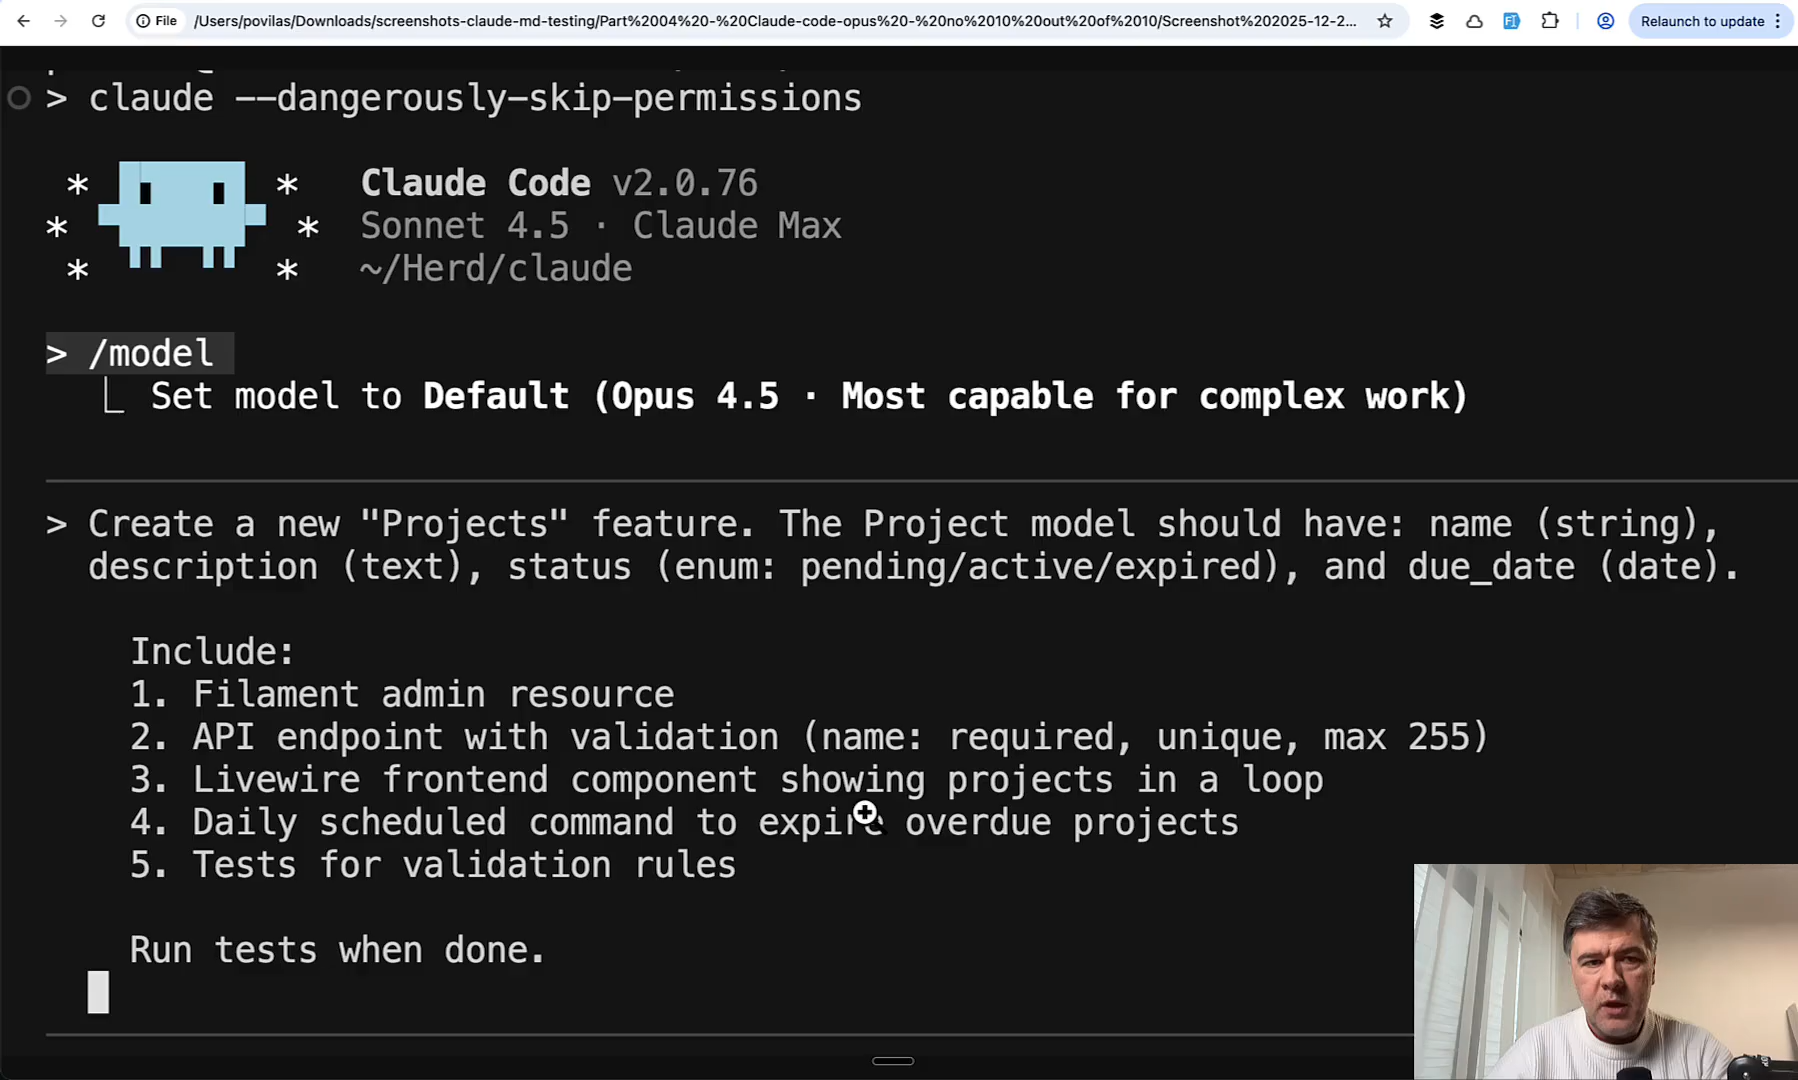 File
/Users/povilas/Downloads/screenshots-claude-md-testing/Part%2004%20-%20Claude-code-opus%20-%20no%2010%20out%20of%2010/Screenshot%202025-12-2...
Relaunch to update
> claude --dangerously-skip-permissions
* * Claude Code v2.0.76
* * Sonnet 4.5 · Claude Max
* * ~/Herd/claude
> /model
⎿ Set model to Default (Opus 4.5 · Most capable for complex work)
> Create a new "Projects" feature. The Project model should have: name (string),
description (text), status (enum: pending/active/expired), and due_date (date).
Include:
1. Filament admin resource
2. API endpoint with validation (name: required, unique, max 255)
3. Livewire frontend component showing projects in a loop
4. Daily scheduled command to expire overdue projects
5. Tests for validation rules
Run tests when done.